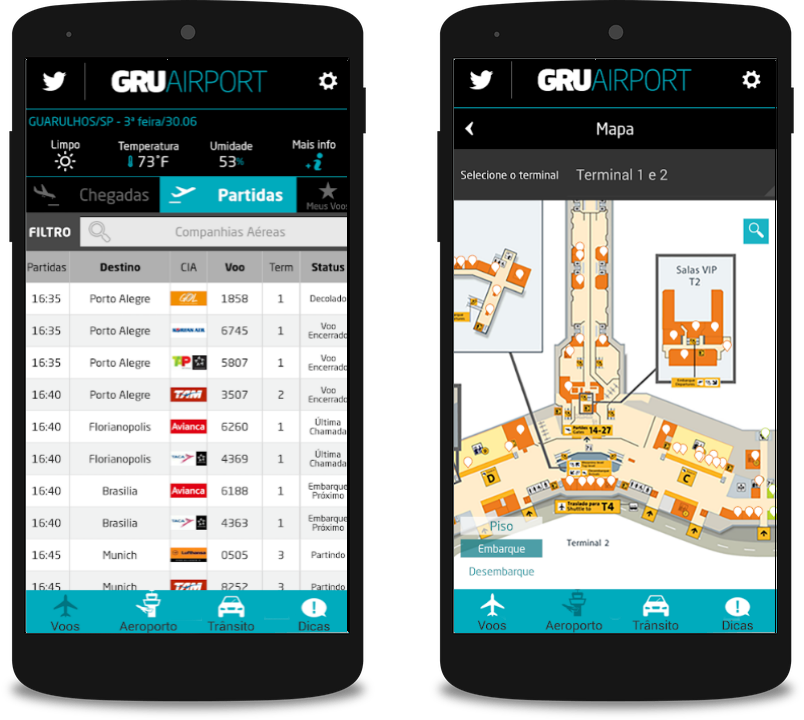 GRUAIRPORT
GUARULHOS/SP - 3ª feira/30.06
Limpo Temperatura Umidade Mais info
73°F 53% +i
Chegadas Partidas Meus Voos
FILTRO Companhias Aéreas
Partidas Destino CIA Voo Term Status
16:35 Porto Alegre GOL 1858 1 Decolado
16:35 Porto Alegre KOREAN AIR 6745 1 Voo Encerrado
16:35 Porto Alegre TP 5807 1 Voo Encerrado
16:40 Porto Alegre TAM 3507 2 Voo Encerrado
16:40 Florianopolis Avianca 6260 1 Última Chamada
16:40 Florianopolis 4369 1 Última Chamada
16:40 Brasilia Avianca 6188 1 Embarque Próximo
16:40 Brasilia 4363 1 Embarque Próximo
16:45 Munich Lufthansa 0505 3 Partindo
16:45 Munich TAM 8252 3 Partindo
Voos Aeroporto Trânsito Dicas
GRUAIRPORT
Mapa
Selecione o terminal Terminal 1 e 2
Salas VIP
T2
14-27
D
C
Traslado para
Shuttle to T4
Piso
Embarque
Terminal 2
Desembarque
Voos Aeroporto Trânsito Dicas